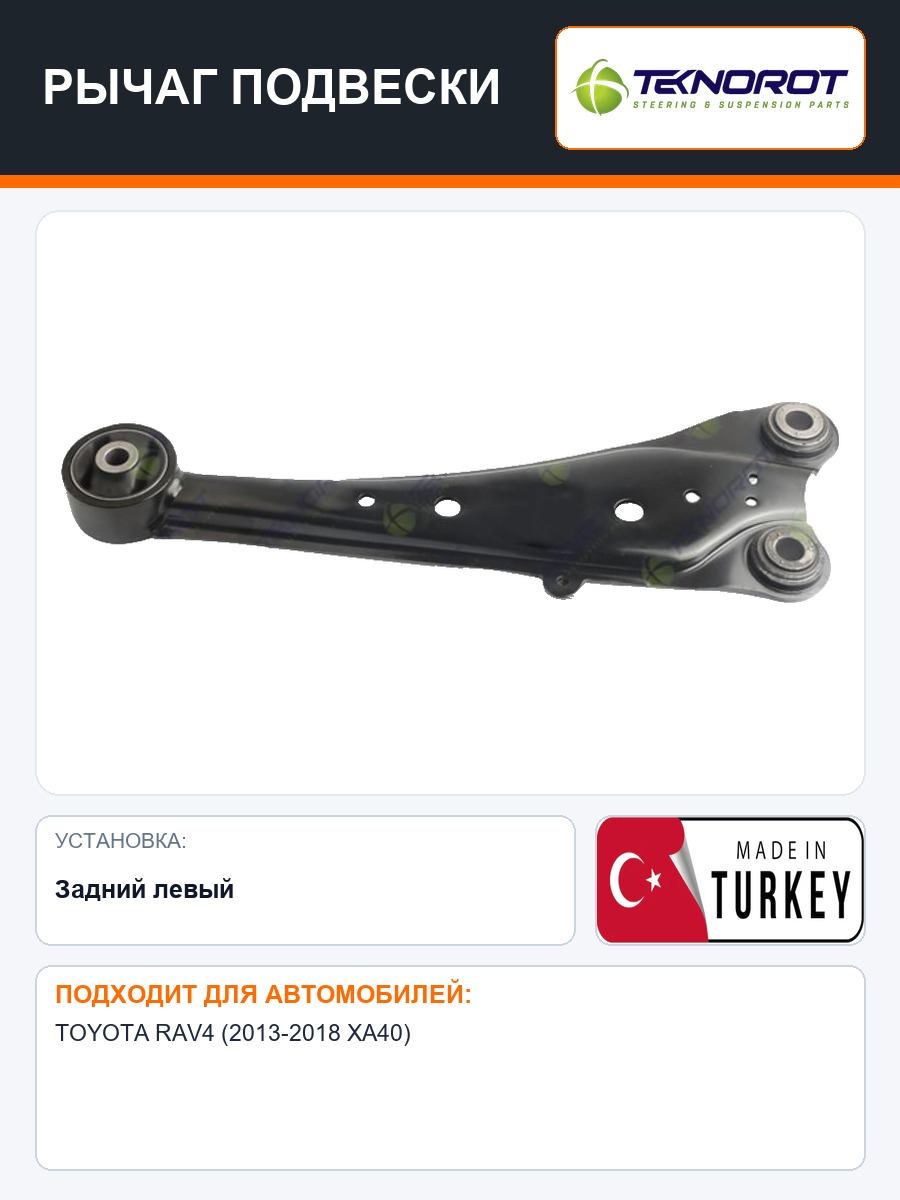 РЫЧАГ ПОДВЕСКИ
TEKNOROT
STEERING & SUSPENSION PARTS
УСТАНОВКА:
Задний левый
MADE IN
TURKEY
ПОДХОДИТ ДЛЯ АВТОМОБИЛЕЙ:
TOYOTA RAV4 (2013-2018 XA40)